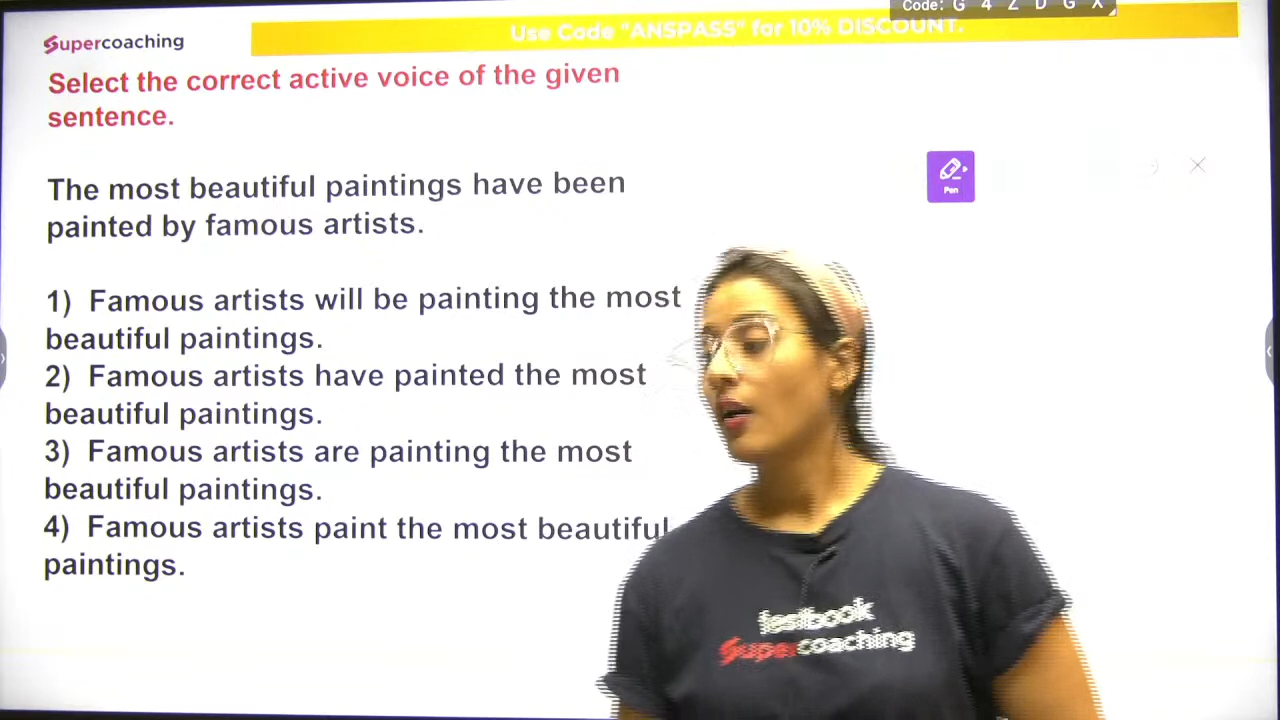 Code: G 4 Z D G X
Supercoaching
Use Code "ANSPASS" for 10% DISCOUNT.
Select the correct active voice of the given
sentence.
Pen
The most beautiful paintings have been
painted by famous artists.
1) Famous artists will be painting the most
beautiful paintings.
2) Famous artists have painted the most
beautiful paintings.
3) Famous artists are painting the most
beautiful paintings.
4) Famous artists paint the most beautiful
paintings.
testbook
Supercoaching